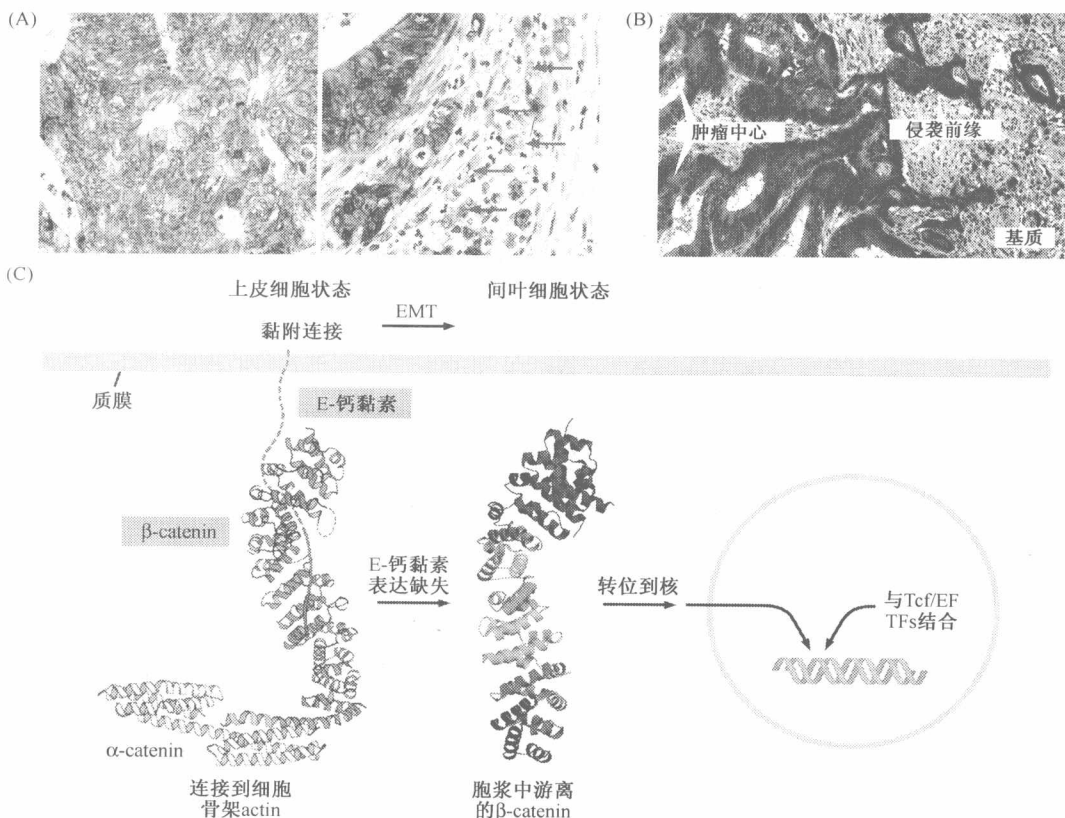 (A)
(B)
肿瘤中心
侵袭前缘
基质
(C)
上皮细胞状态
EMT
间叶细胞状态
黏附连接
质膜
E-钙黏素
β-catenin
E-钙黏素
表达缺失
转位到核
与Tcf/EF
TFs结合
α-catenin
连接到细胞
骨架actin
胞浆中游离
的β-catenin